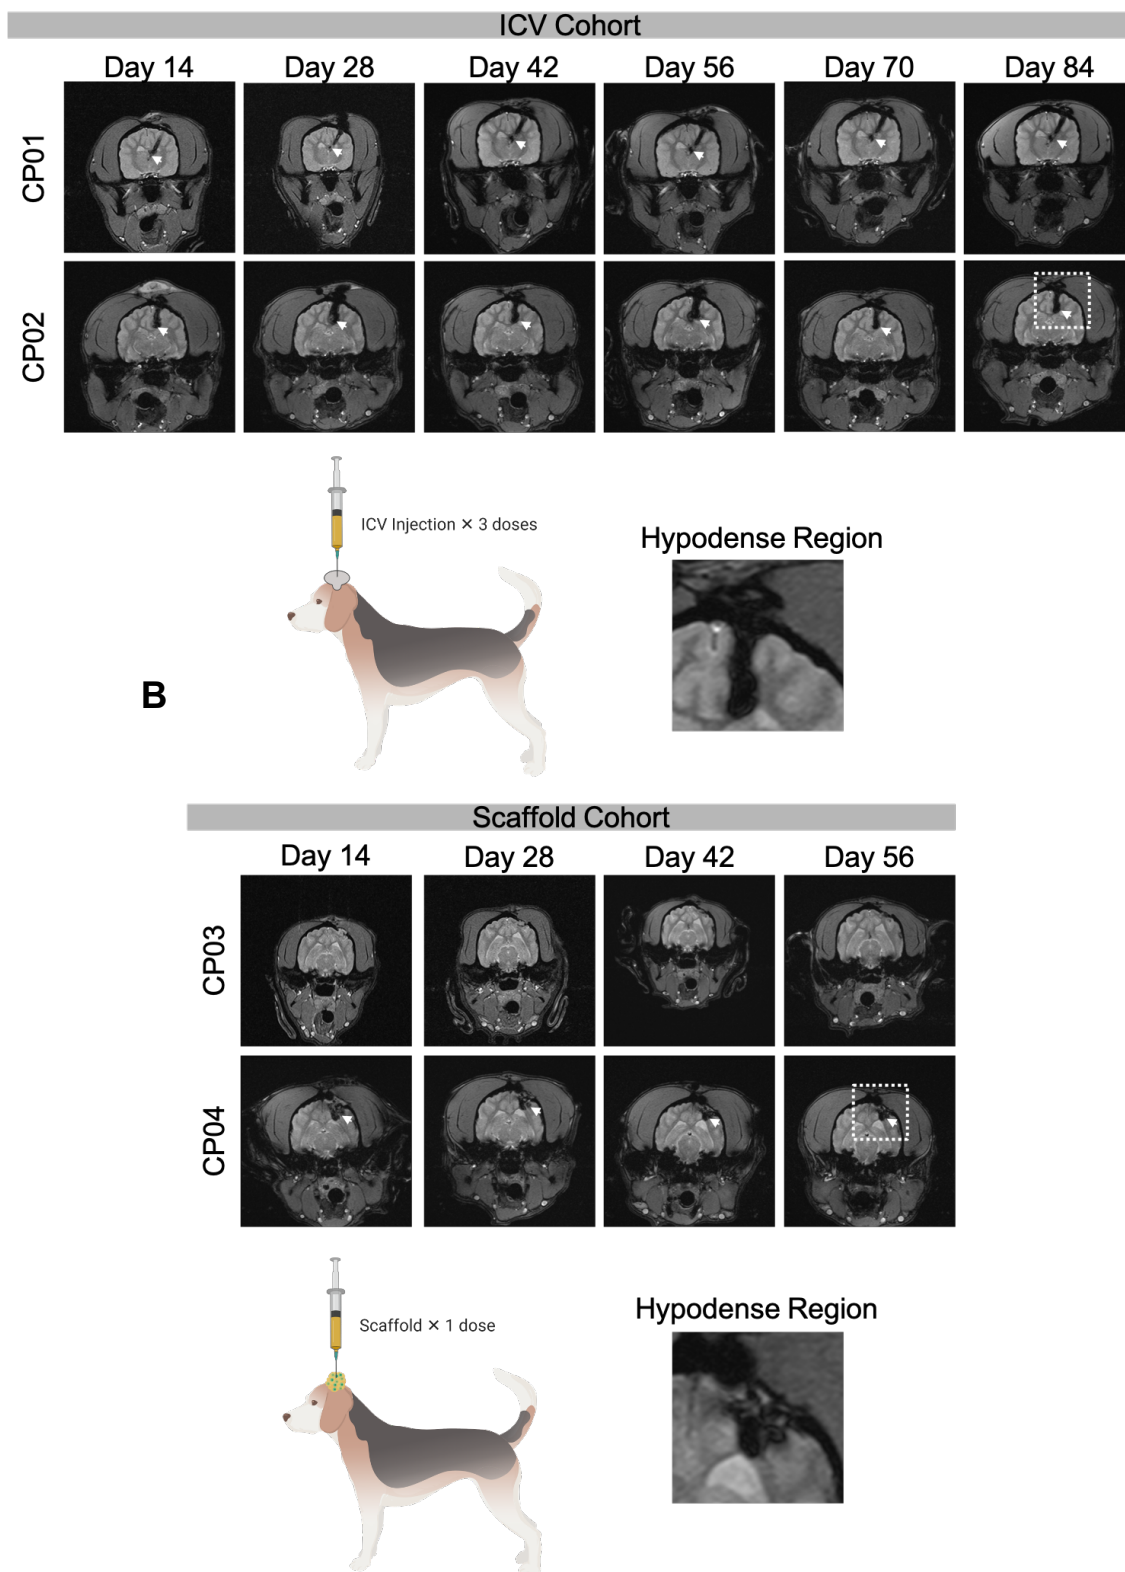 ICV Cohort
Day 14 Day 28 Day 42 Day 56 Day 70 Day 84
CP01
CP02
ICV Injection × 3 doses
Hypodense Region
B
Scaffold Cohort
Day 14 Day 28 Day 42 Day 56
CP03
CP04
Scaffold × 1 dose
Hypodense Region